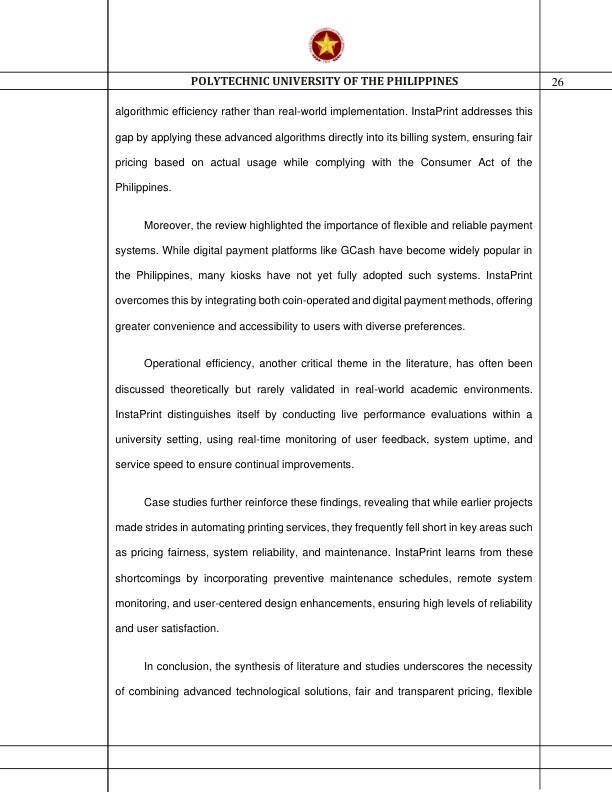 POLYTECHNIC UNIVERSITY OF THE PHILIPPINES
26
algorithmic efficiency rather than real-world implementation. InstaPrint addresses this
gap by applying these advanced algorithms directly into its billing system, ensuring fair
pricing based on actual usage while complying with the Consumer Act of the
Philippines.
Moreover, the review highlighted the importance of flexible and reliable payment
systems. While digital payment platforms like GCash have become widely popular in
the Philippines, many kiosks have not yet fully adopted such systems. InstaPrint
overcomes this by integrating both coin-operated and digital payment methods, offering
greater convenience and accessibility to users with diverse preferences.
Operational efficiency, another critical theme in the literature, has often been
discussed theoretically but rarely validated in real-world academic environments.
InstaPrint distinguishes itself by conducting live performance evaluations within a
university setting, using real-time monitoring of user feedback, system uptime, and
service speed to ensure continual improvements.
Case studies further reinforce these findings, revealing that while earlier projects
made strides in automating printing services, they frequently fell short in key areas such
as pricing fairness, system reliability, and maintenance. InstaPrint learns from these
shortcomings by incorporating preventive maintenance schedules, remote system
monitoring, and user-centered design enhancements, ensuring high levels of reliability
and user satisfaction.
In conclusion, the synthesis of literature and studies underscores the necessity
of combining advanced technological solutions, fair and transparent pricing, flexible